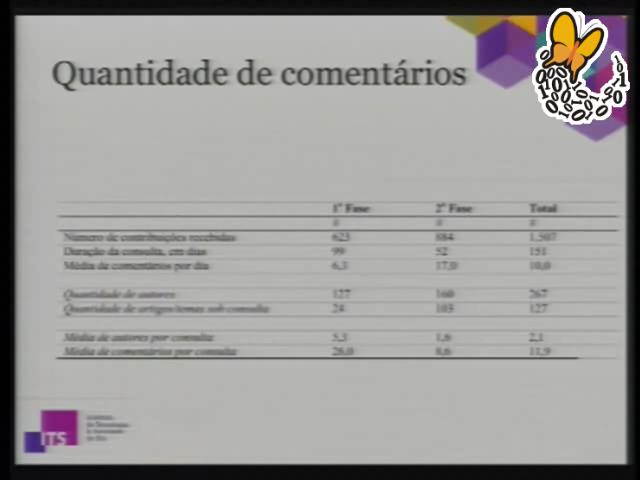 Quantidade de comentários
1ª Fase 2ª Fase Total
Número de contribuições recebidas 623 884 1.507
Duração da consulta, em dias 99 52 151
Média de comentários por dia 6,3 17,0 10,0
Quantidade de autores 127 160 267
Quantidade de artigos/temas sob consulta 24 103 127
Média de autores por consulta 5,3 1,6 2,1
Média de comentários por consulta 26,0 8,6 11,9
ITS